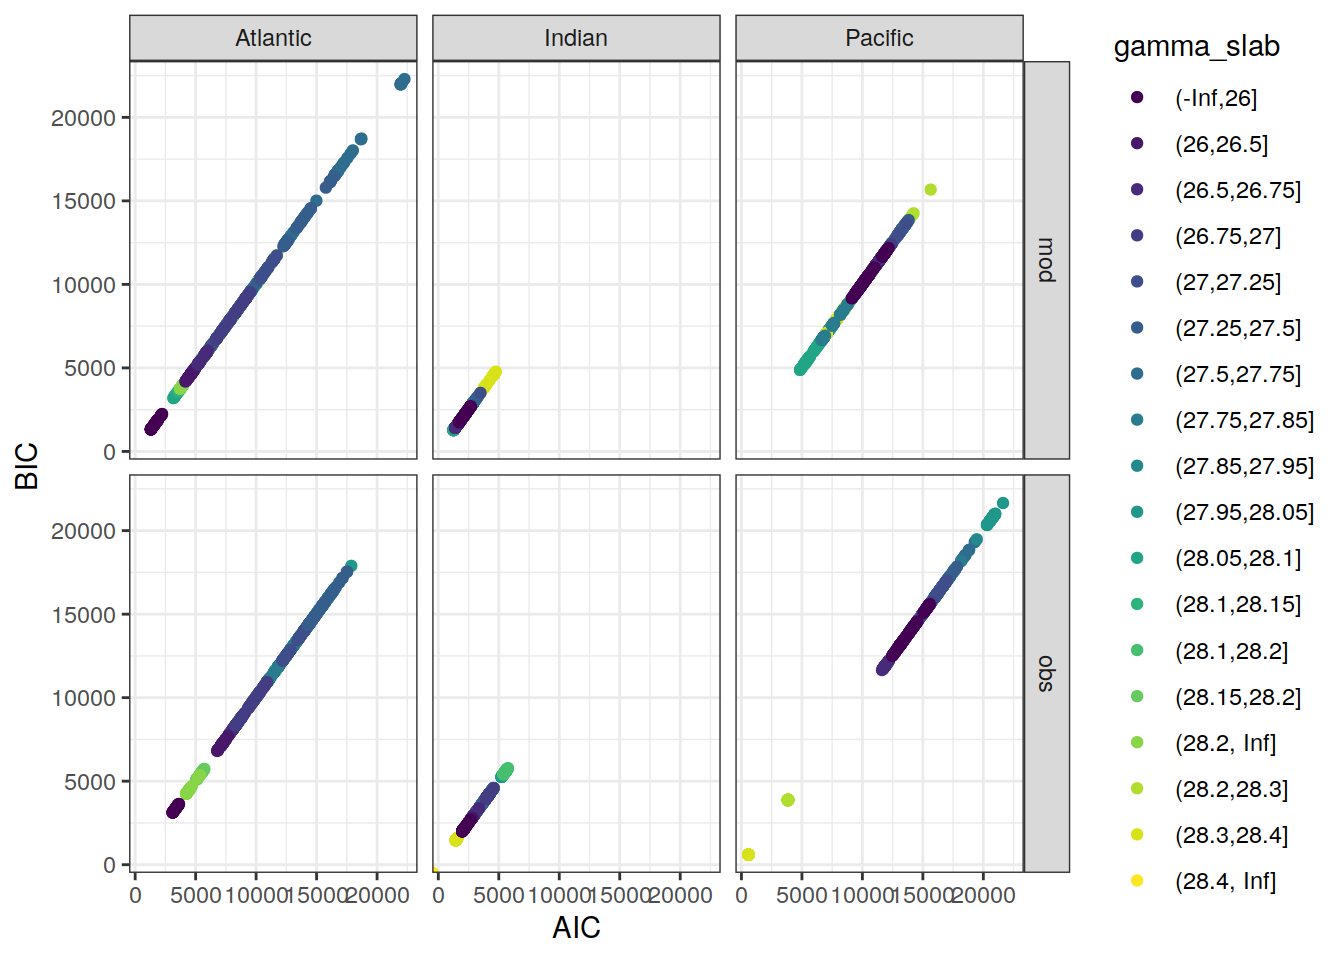 Atlantic
Indian
Pacific
gamma_slab
(-Inf,26]
(26,26.5]
(26.5,26.75]
(26.75,27]
(27,27.25]
(27.25,27.5]
(27.5,27.75]
(27.75,27.85]
(27.85,27.95]
(27.95,28.05]
(28.05,28.1]
(28.1,28.15]
(28.1,28.2]
(28.15,28.2]
(28.2, Inf]
(28.2,28.3]
(28.3,28.4]
(28.4, Inf]
mod
obs
BIC
20000
15000
10000
5000
0
20000
15000
10000
5000
0
0 5000 10000 15000 20000
0 5000 10000 15000 20000
0 5000 10000 15000 20000
AIC